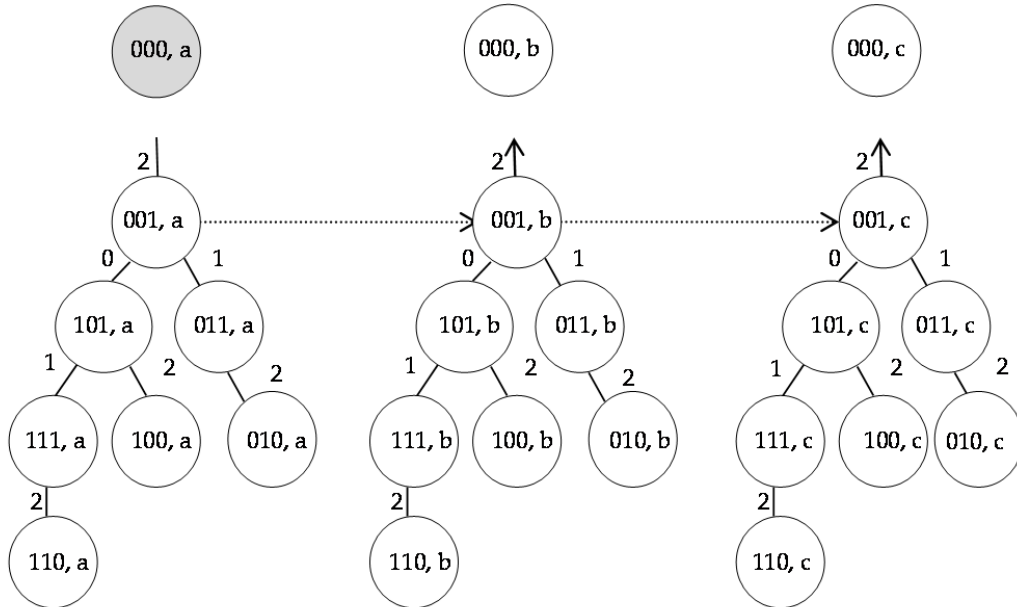 000, a 000, b 000, c
2 2 2
001, a 001, b 001, c
0 1 0 1 0 1
101, a 011, a 101, b 011, b 101, c 011, c
1 2 2 1 2 2 1 2 2
111, a 100, a 010, a 111, b 100, b 010, b 111, c 100, c 010, c
2 2 2
110, a 110, b 110, c